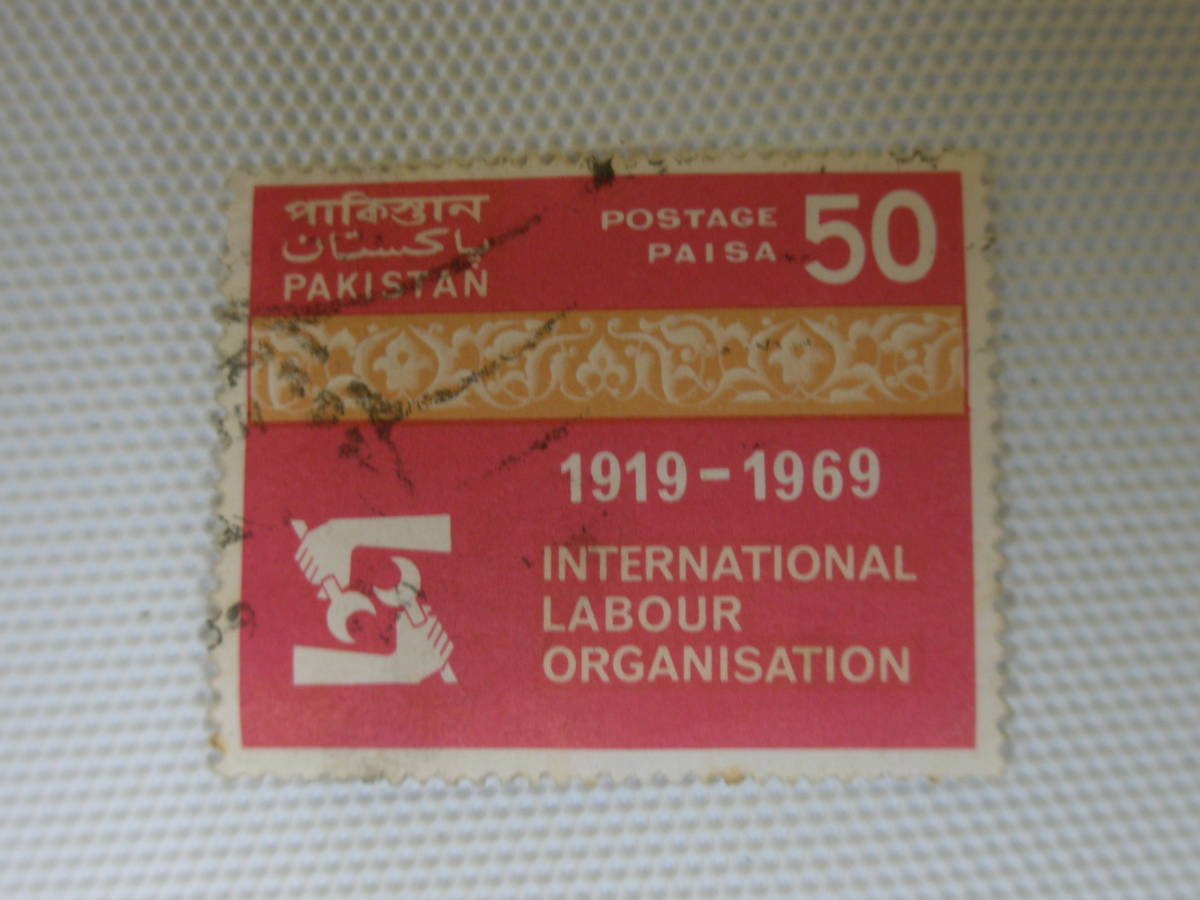 পাকিস্তান
پاکستان
PAKISTAN
POSTAGE
PAISA 50
1919-1969
INTERNATIONAL
LABOUR
ORGANISATION